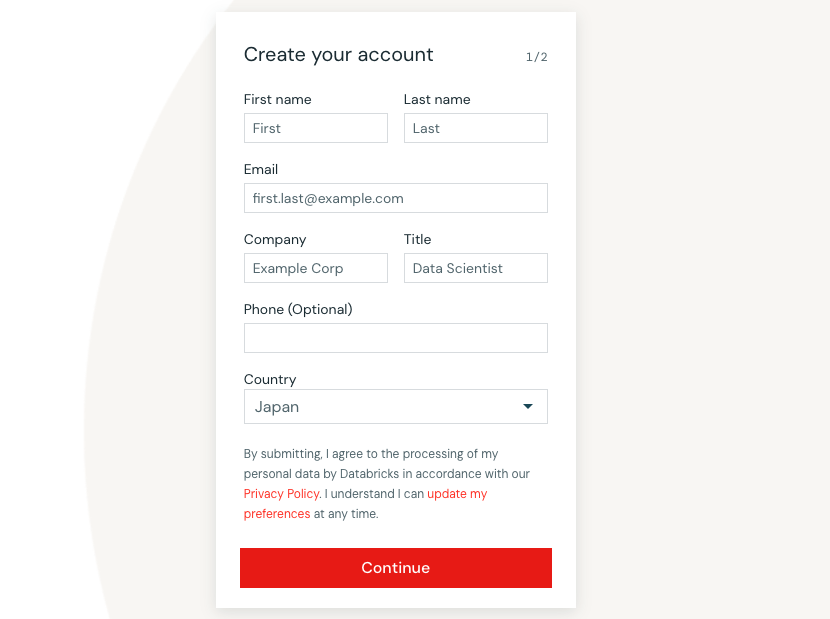 Create your account 1/2
First name Last name
First Last
Email
first.last@example.com
Company Title
Example Corp Data Scientist
Phone (Optional)
Country
Japan
By submitting, I agree to the processing of my
personal data by Databricks in accordance with our
Privacy Policy. I understand I can update my
preferences at any time.
Continue